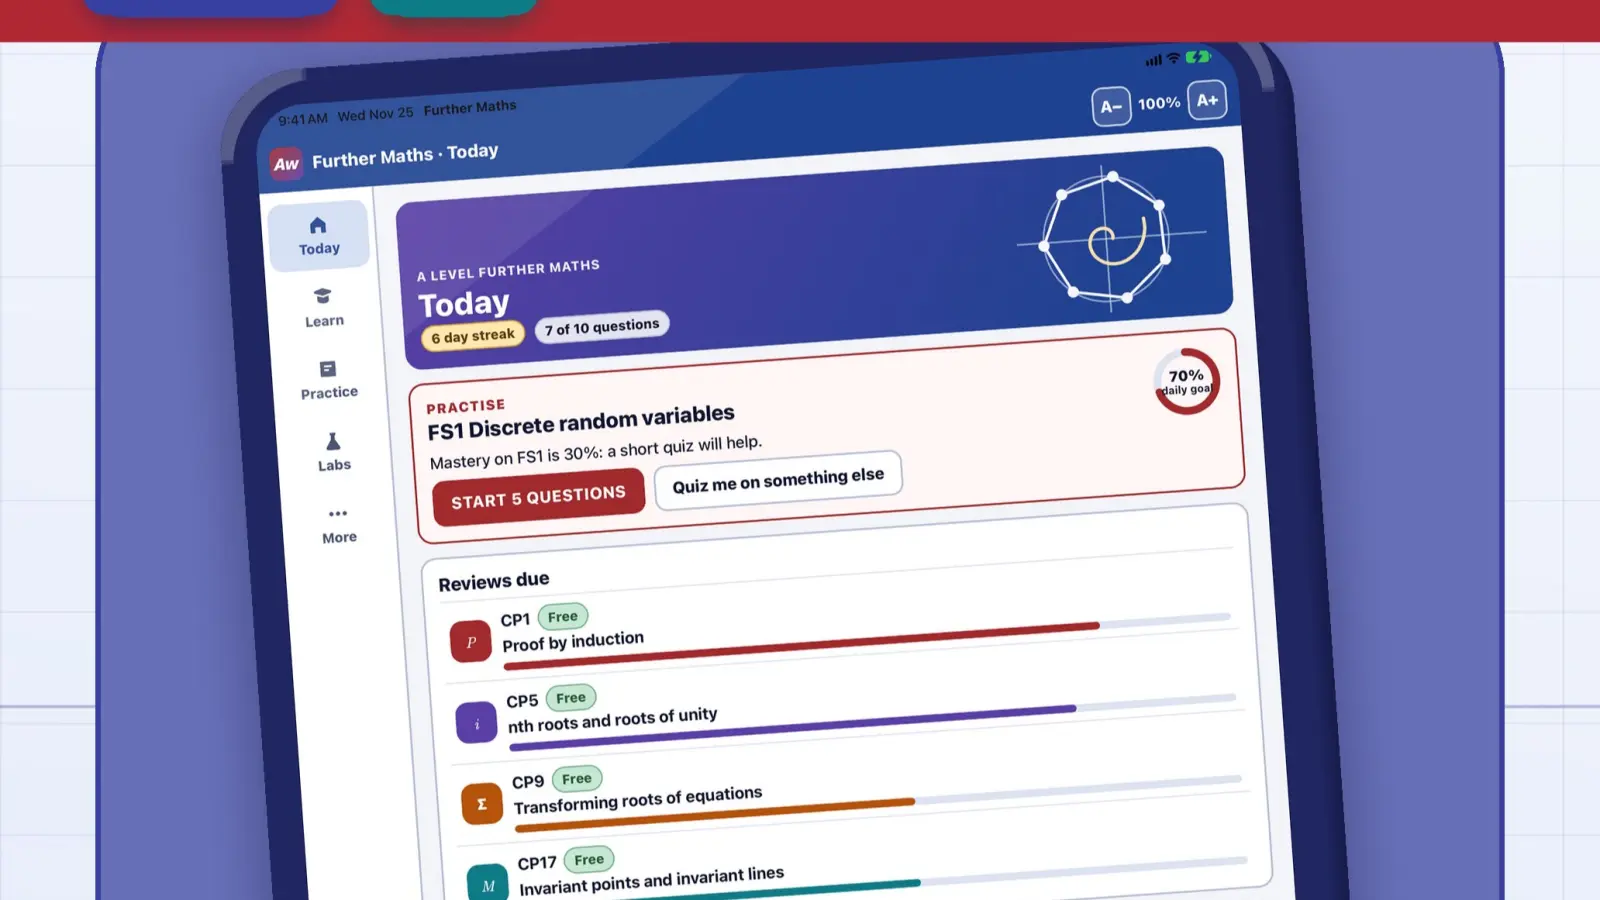 9:41 AM Wed Nov 25 Further Maths
Aw Further Maths · Today
A− 100% A+
Today
Learn
Practice
Labs
More
A LEVEL FURTHER MATHS
Today
6 day streak 7 of 10 questions
PRACTISE
FS1 Discrete random variables
Mastery on FS1 is 30%: a short quiz will help.
START 5 QUESTIONS Quiz me on something else
70%
daily goal
Reviews due
P CP1 Free
Proof by induction
i CP5 Free
nth roots and roots of unity
Σ CP9 Free
Transforming roots of equations
M CP17 Free
Invariant points and invariant lines